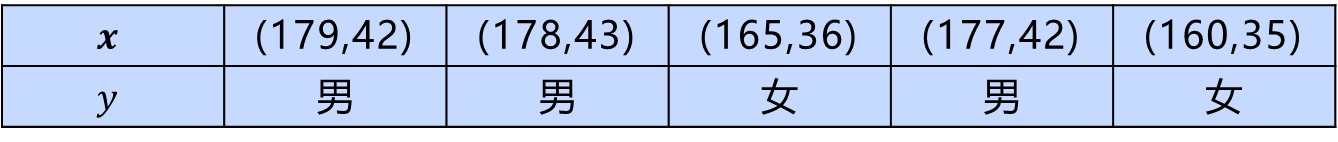 x (179,42) (178,43) (165,36) (177,42) (160,35)
y 男 男 女 男 女